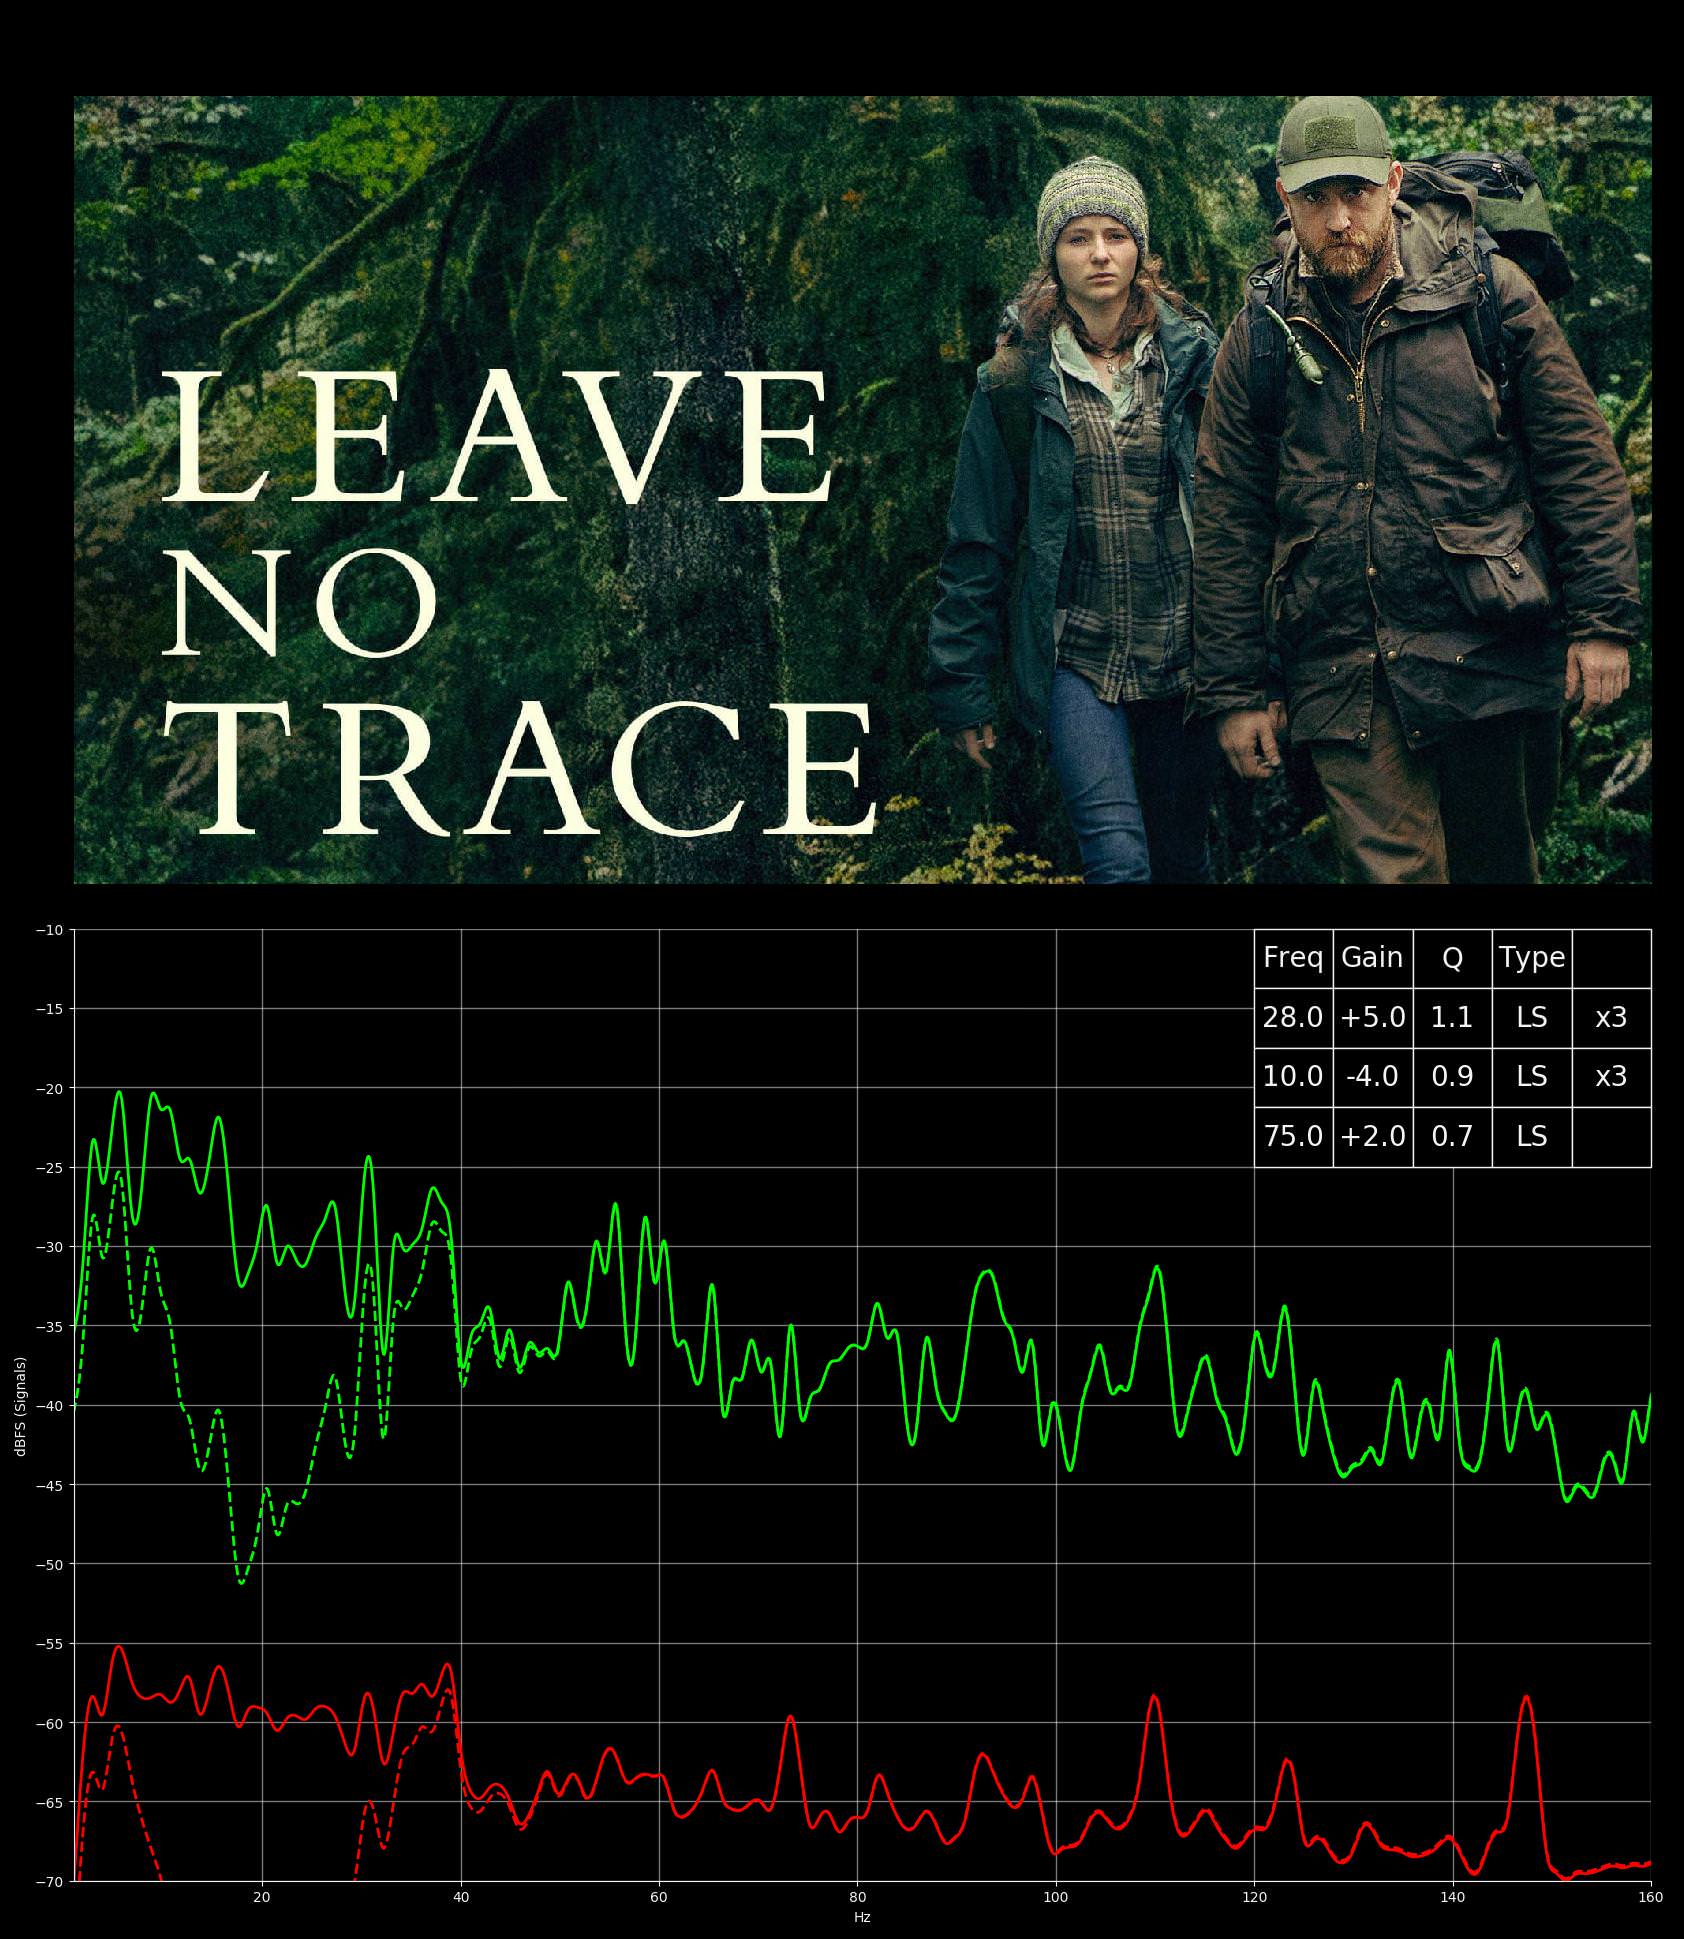 LEAVE
NO
TRACE
Freq Gain Q Type
28.0 +5.0 1.1 LS x3
10.0 -4.0 0.9 LS x3
75.0 +2.0 0.7 LS
−10
−15
−20
−25
−30
−35
−40
−45
−50
−55
−60
−65
−70
dBFS (Signals)
20 40 60 80 100 120 140 160
Hz